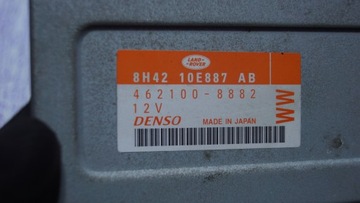 LAND-
ROVER
8H42 10E887 AB
462100-8882
12V
DENSO MADE IN JAPAN
WW